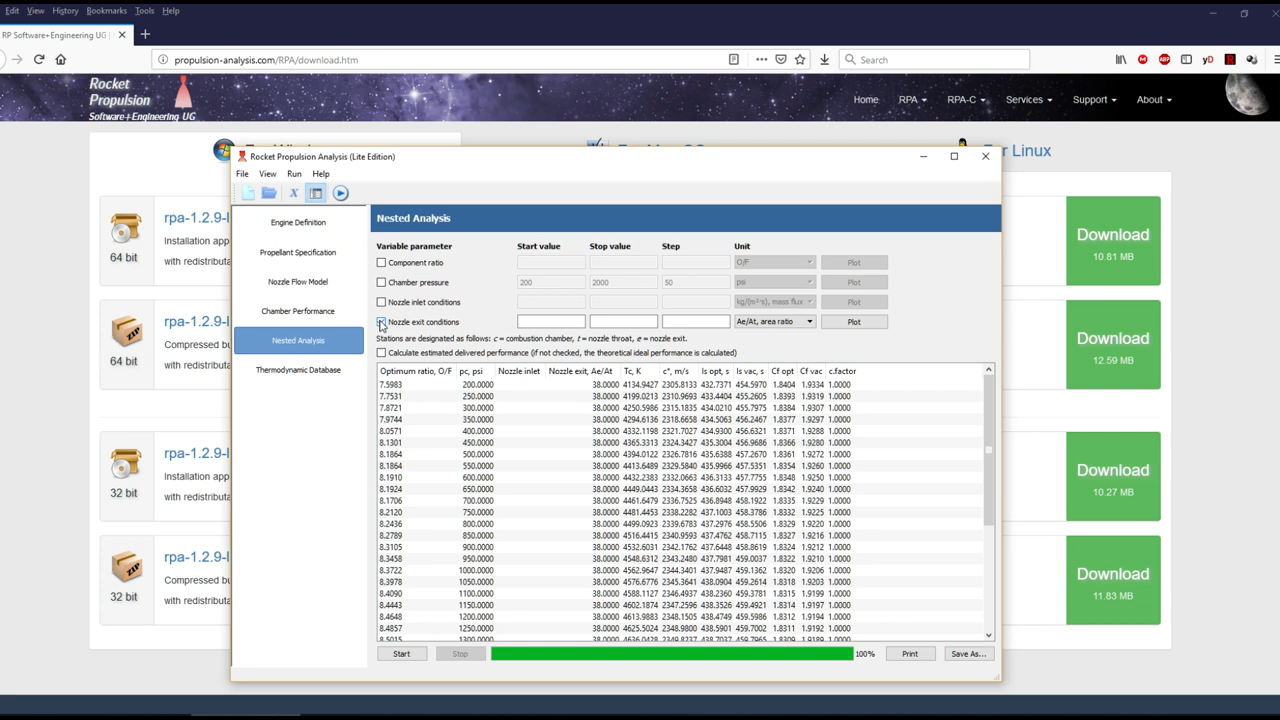 Edit View History Bookmarks Tools Help
RP Software+Engineering UG
propulsion-analysis.com/RPA/download.htm
Search
Rocket
Propulsion
Software+Engineering UG
Home RPA RPA-C Services Support About
Linux
Rocket Propulsion Analysis (Lite Edition)
File View Run Help
Nested Analysis
Engine Definition
Propellant Specification
Nozzle Flow Model
Chamber Performance
Nested Analysis
Thermodynamic Database
Variable parameter Start value Stop value Step Unit
Component ratio O/F Plot
Chamber pressure 200 2000 50 psi Plot
Nozzle inlet conditions kg/(m²·s), mass flux Plot
Nozzle exit conditions Ae/At, area ratio Plot
Stations are designated as follows: c = combustion chamber, t = nozzle throat, e = nozzle exit.
Calculate estimated delivered performance (if not checked, the theoretical ideal performance is calculated)
Optimum ratio, O/F pc, psi Nozzle inlet Nozzle exit, Ae/At Tc, K c*, m/s Is opt, s Is vac, s Cf opt Cf vac c.factor
7.5983 200.0000 38.0000 4134.9427 2305.8133 432.7371 454.5970 1.8404 1.9334 1.0000
7.7531 250.0000 38.0000 4199.0213 2310.9693 433.4049 455.2605 1.8393 1.9319 1.0000
7.8721 300.0000 38.0000 4250.5986 2315.1835 434.0210 455.7975 1.8384 1.9307 1.0000
7.9744 350.0000 38.0000 4294.6136 2318.6658 434.5063 456.2467 1.8377 1.9297 1.0000
8.0571 400.0000 38.0000 4332.1198 2321.7027 434.9300 456.6321 1.8371 1.9288 1.0000
8.1301 450.0000 38.0000 4365.3313 2324.3427 435.3004 456.9686 1.8366 1.9280 1.0000
8.1864 500.0000 38.0000 4394.0122 2326.7816 435.6388 457.2670 1.8361 1.9272 1.0000
8.1864 550.0000 38.0000 4413.6489 2329.5840 435.9966 457.5351 1.8354 1.9260 1.0000
8.1910 600.0000 38.0000 4432.2383 2332.0663 436.3133 457.7755 1.8348 1.9250 1.0000
8.1924 650.0000 38.0000 4449.0443 2334.3658 436.6032 457.9929 1.8342 1.9240 1.0000
8.1706 700.0000 38.0000 4461.6479 2336.7525 436.8948 458.1922 1.8335 1.9229 1.0000
8.2120 750.0000 38.0000 4481.4453 2338.2282 437.1003 458.3786 1.8332 1.9225 1.0000
8.2436 800.0000 38.0000 4499.0923 2339.6783 437.2976 458.5506 1.8329 1.9220 1.0000
8.2789 850.0000 38.0000 4516.4415 2340.9593 437.4762 458.7115 1.8327 1.9216 1.0000
8.3105 900.0000 38.0000 4532.6031 2342.1762 437.6448 458.8619 1.8324 1.9212 1.0000
8.3458 950.0000 38.0000 4548.6312 2343.2480 437.7981 459.0037 1.8322 1.9210 1.0000
8.3722 1000.0000 38.0000 4562.9647 2344.3401 437.9487 459.1362 1.8320 1.9206 1.0000
8.3978 1050.0000 38.0000 4576.6776 2345.3641 438.0904 459.2614 1.8318 1.9203 1.0000
8.4090 1100.0000 38.0000 4588.1127 2346.4937 438.2360 459.3781 1.8315 1.9199 1.0000
8.4443 1150.0000 38.0000 4602.1874 2347.2596 438.3526 459.4921 1.8314 1.9197 1.0000
8.4648 1200.0000 38.0000 4613.9883 2348.1505 438.4749 459.5986 1.8312 1.9194 1.0000
8.4857 1250.0000 38.0000 4625.5024 2348.9800 438.5901 459.7002 1.8311 1.9192 1.0000
8.5015 1300.0000 38.0000 4636.0428 2349.8237 438.7037 459.7965 1.8309 1.9189 1.0000
Start Stop 100% Print Save As...
64 bit
rpa-1.2.9-l
Installation app
with redistributa
Download
10.81 MB
64 bit
rpa-1.2.9-l
Compressed bu
with redistributa
Download
12.59 MB
32 bit
rpa-1.2.9-l
Installation app
with redistributa
Download
10.27 MB
ZIP
32 bit
rpa-1.2.9-l
Compressed bu
with redistributa
Download
11.83 MB